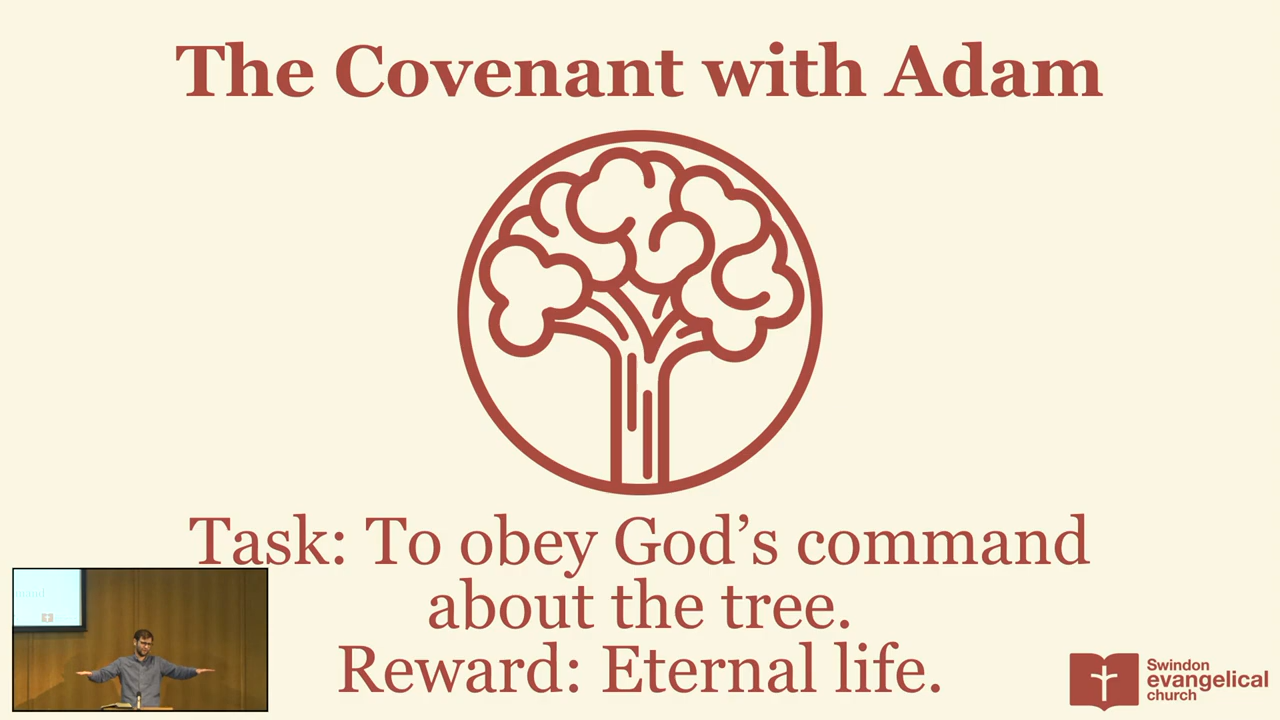 The Covenant with Adam
Task: To obey God's command
about the tree.
Reward: Eternal life.
Swindon
evangelical
church